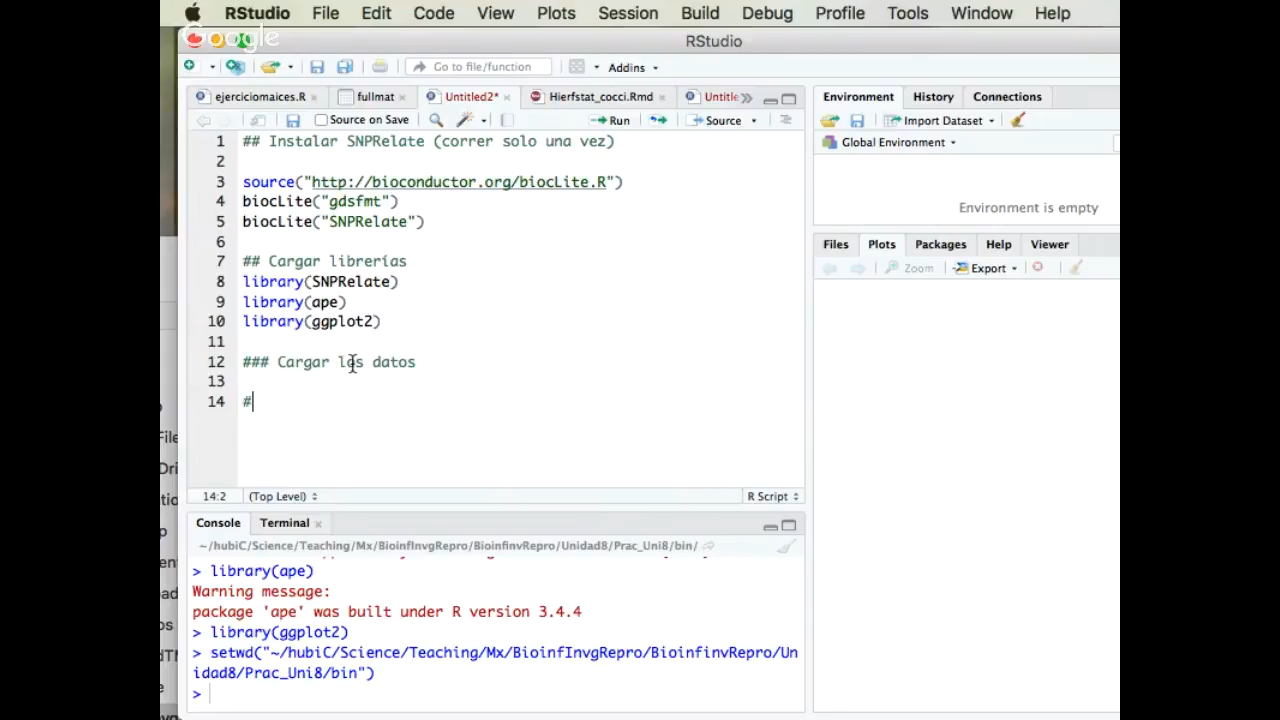 RStudio File Edit Code View Plots Session Build Debug Profile Tools Window Help
Google
RStudio
Go to file/function Addins
ejerciciomaices.R fullmat Untitled2* Hierfstat_cocci.Rmd Untitle
Source on Save Run Source
1 ## Instalar SNPRelate (correr solo una vez)
2
3 source("http://bioconductor.org/biocLite.R")
4 biocLite("gdsfmt")
5 biocLite("SNPRelate")
6
7 ## Cargar librerías
8 library(SNPRelate)
9 library(ape)
10 library(ggplot2)
11
12 ### Cargar los datos
13
14 #
14:2 (Top Level) R Script
Console Terminal
~/hubiC/Science/Teaching/Mx/BioinfInvgRepro/BioinfinvRepro/Unidad8/Prac_Uni8/bin/
> library(ape)
Warning message:
package 'ape' was built under R version 3.4.4
> library(ggplot2)
> setwd("~/hubiC/Science/Teaching/Mx/BioinfInvgRepro/BioinfinvRepro/Un
idad8/Prac_Uni8/bin")
>
Environment History Connections
Import Dataset
Global Environment
Environment is empty
Files Plots Packages Help Viewer
Zoom Export